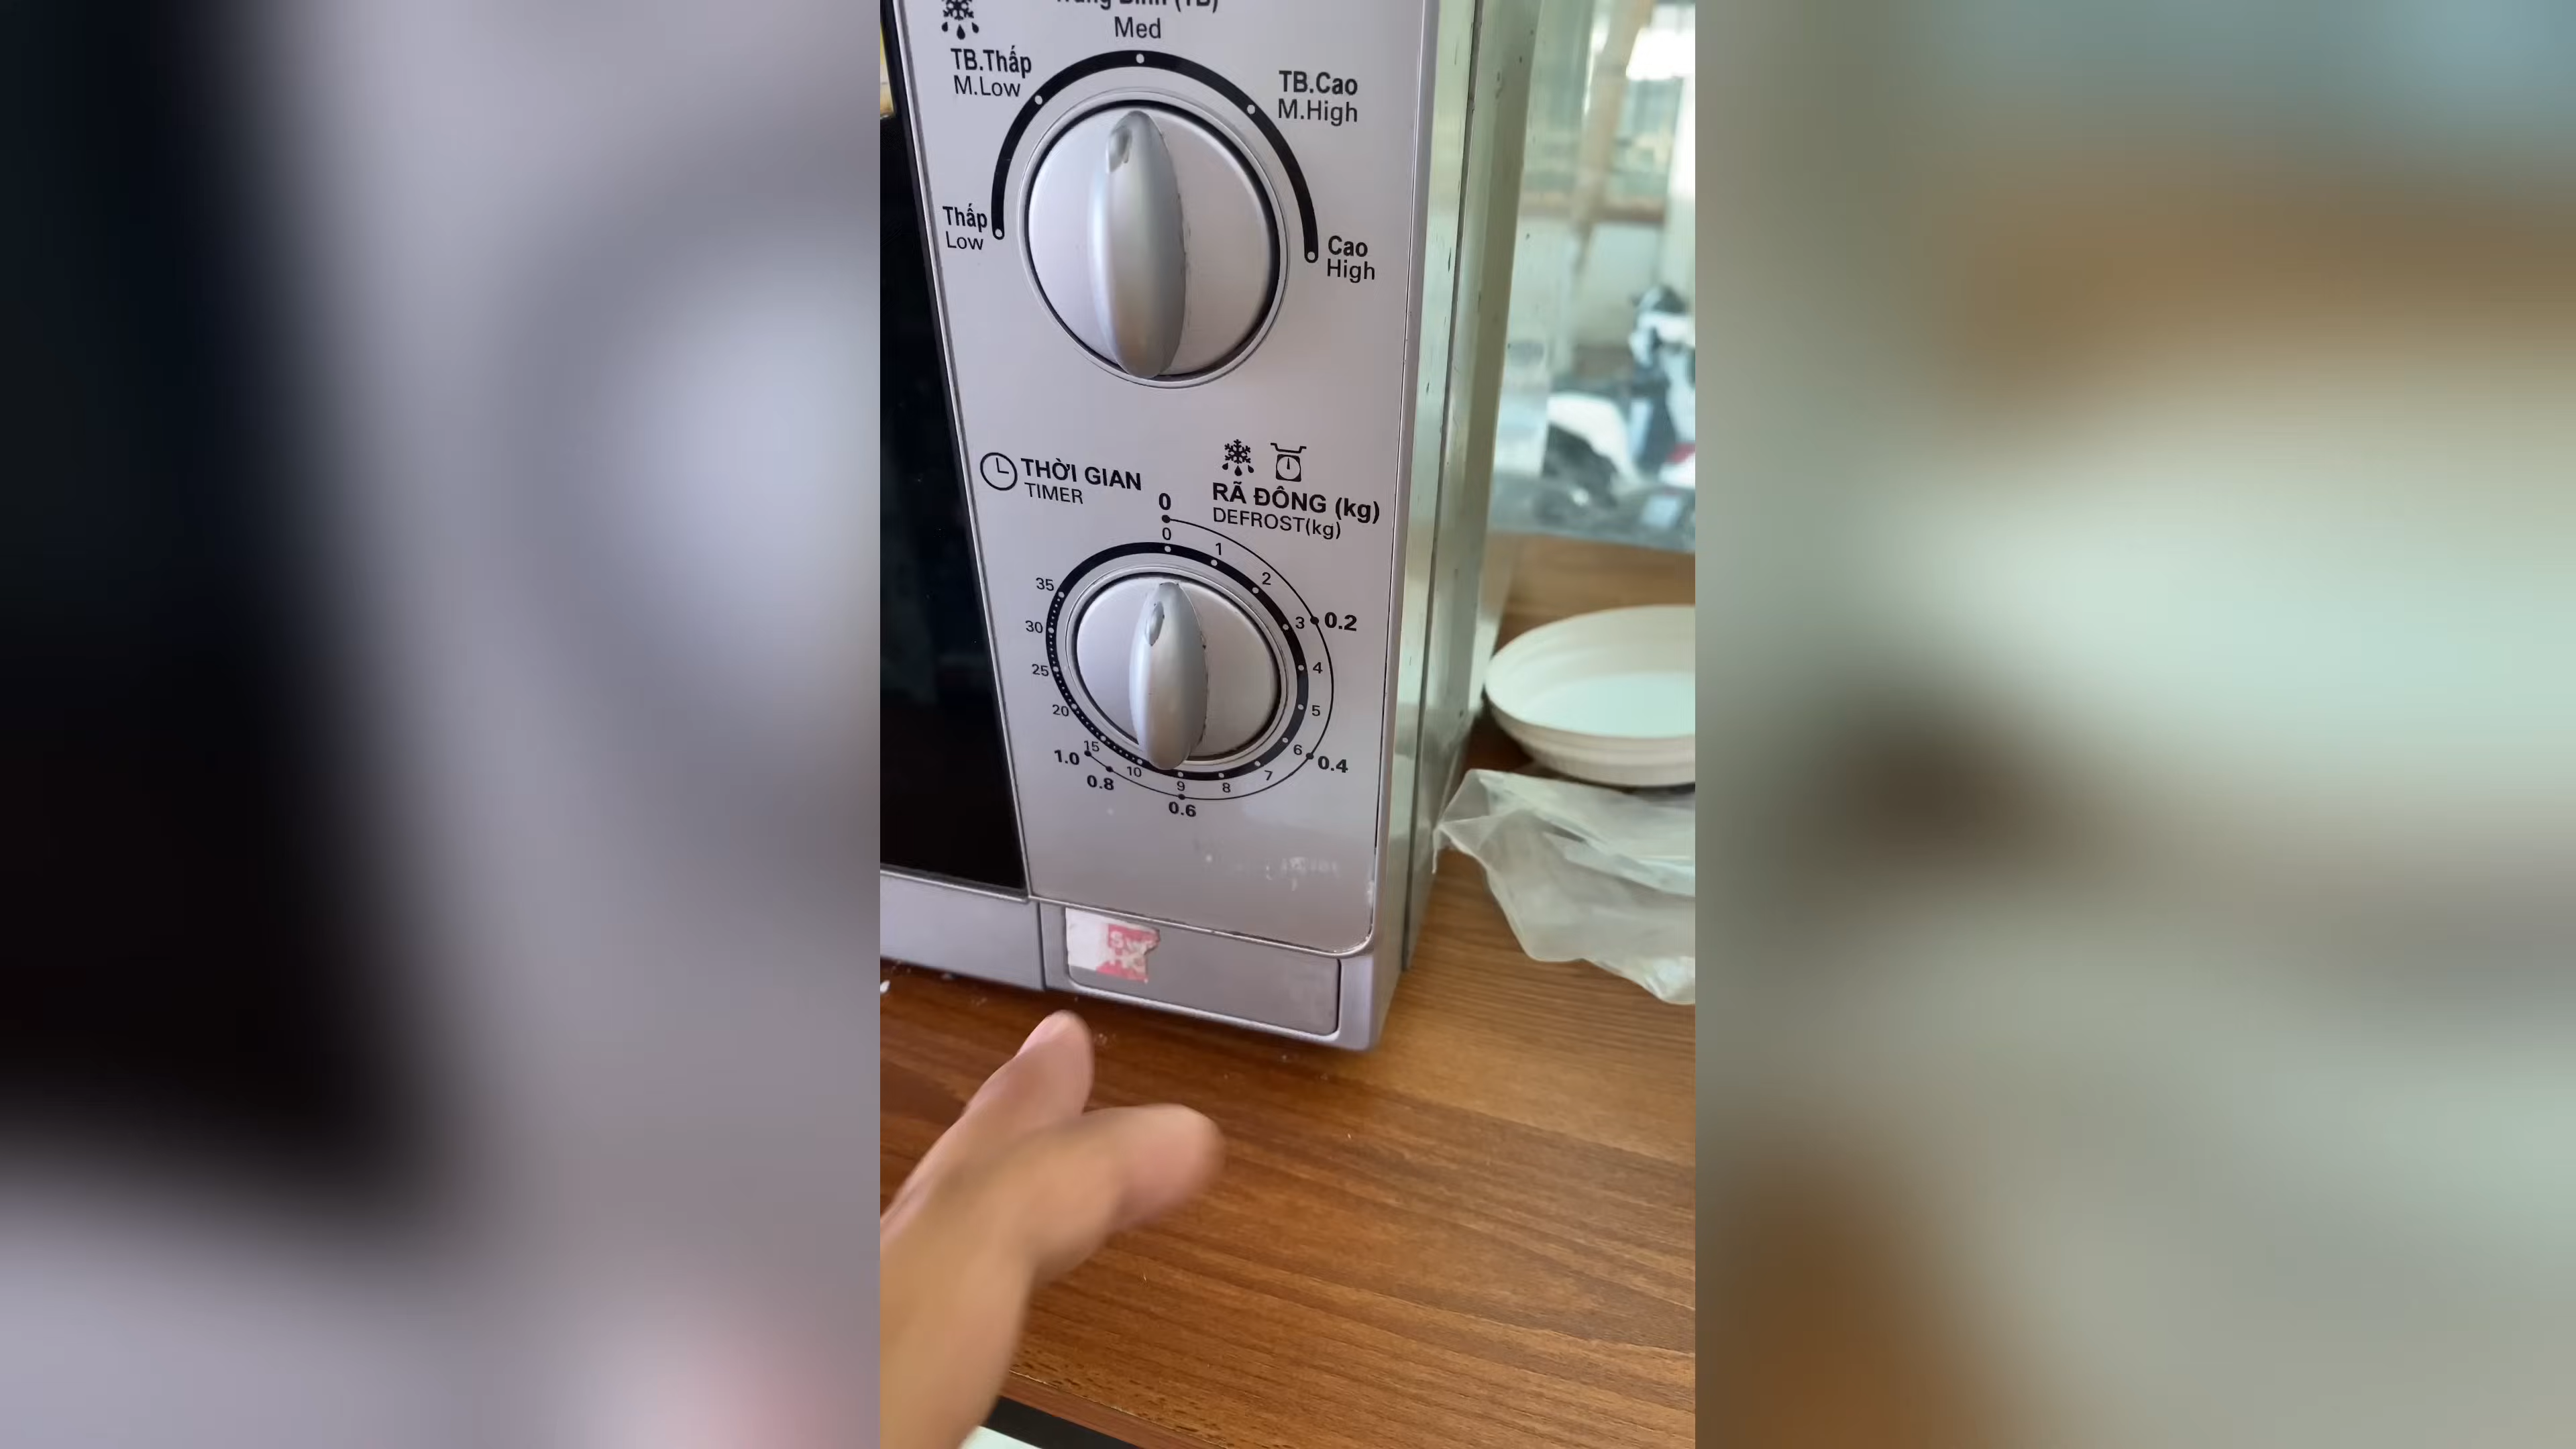 Med
TB.Thấp
M.Low
TB.Cao
M.High
Thấp
Low
Cao
High
THỜI GIAN
TIMER
RÃ ĐÔNG (kg)
DEFROST(kg)
0
0
1
2
3
0.2
4
5
6
0.4
7
8
9
0.6
10
0.8
15
1.0
20
25
30
35